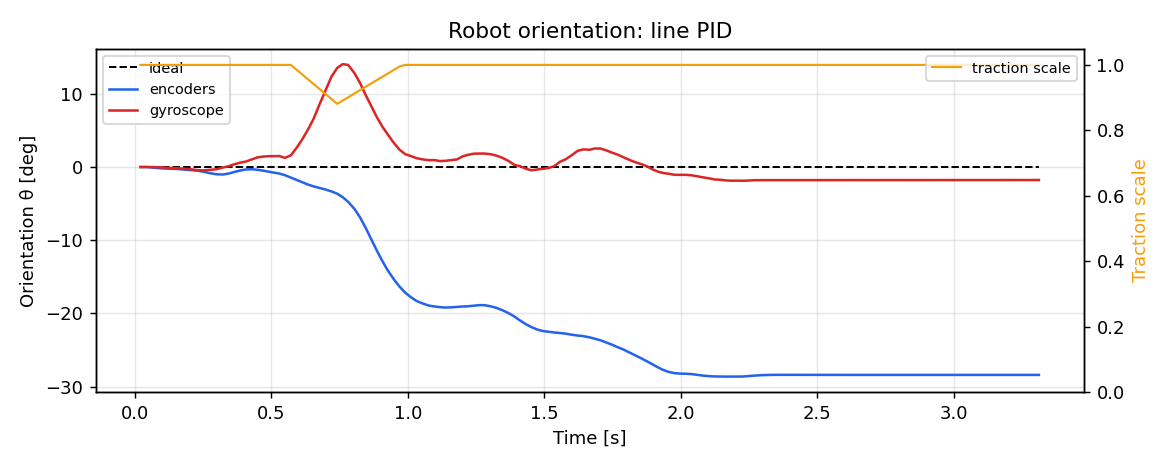 Robot orientation: line PID
ideal
encoders
gyroscope
traction scale
Orientation θ [deg]
10
0
−10
−20
−30
1.0
0.8
0.6
0.4
0.2
0.0
Traction scale
0.0 0.5 1.0 1.5 2.0 2.5 3.0
Time [s]